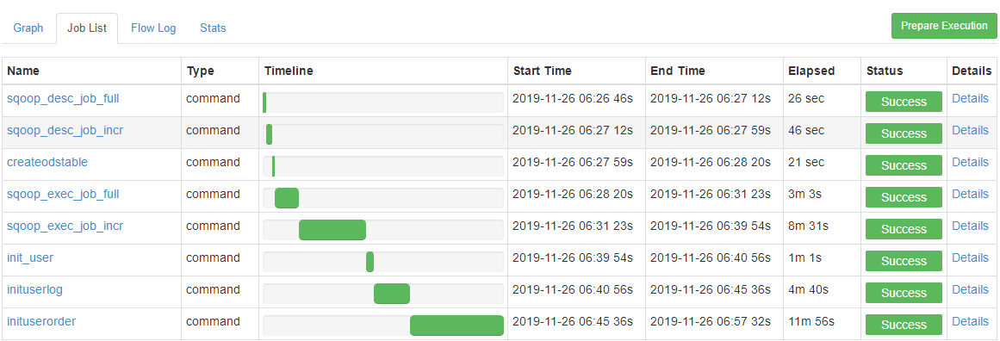 Graph Job List Flow Log Stats Prepare Execution
Name Type Timeline Start Time End Time Elapsed Status Details
sqoop_desc_job_full command 2019-11-26 06:26 46s 2019-11-26 06:27 12s 26 sec Success Details
sqoop_desc_job_incr command 2019-11-26 06:27 12s 2019-11-26 06:27 59s 46 sec Success Details
createodstable command 2019-11-26 06:27 59s 2019-11-26 06:28 20s 21 sec Success Details
sqoop_exec_job_full command 2019-11-26 06:28 20s 2019-11-26 06:31 23s 3m 3s Success Details
sqoop_exec_job_incr command 2019-11-26 06:31 23s 2019-11-26 06:39 54s 8m 31s Success Details
init_user command 2019-11-26 06:39 54s 2019-11-26 06:40 56s 1m 1s Success Details
inituserlog command 2019-11-26 06:40 56s 2019-11-26 06:45 36s 4m 40s Success Details
inituserorder command 2019-11-26 06:45 36s 2019-11-26 06:57 32s 11m 56s Success Details